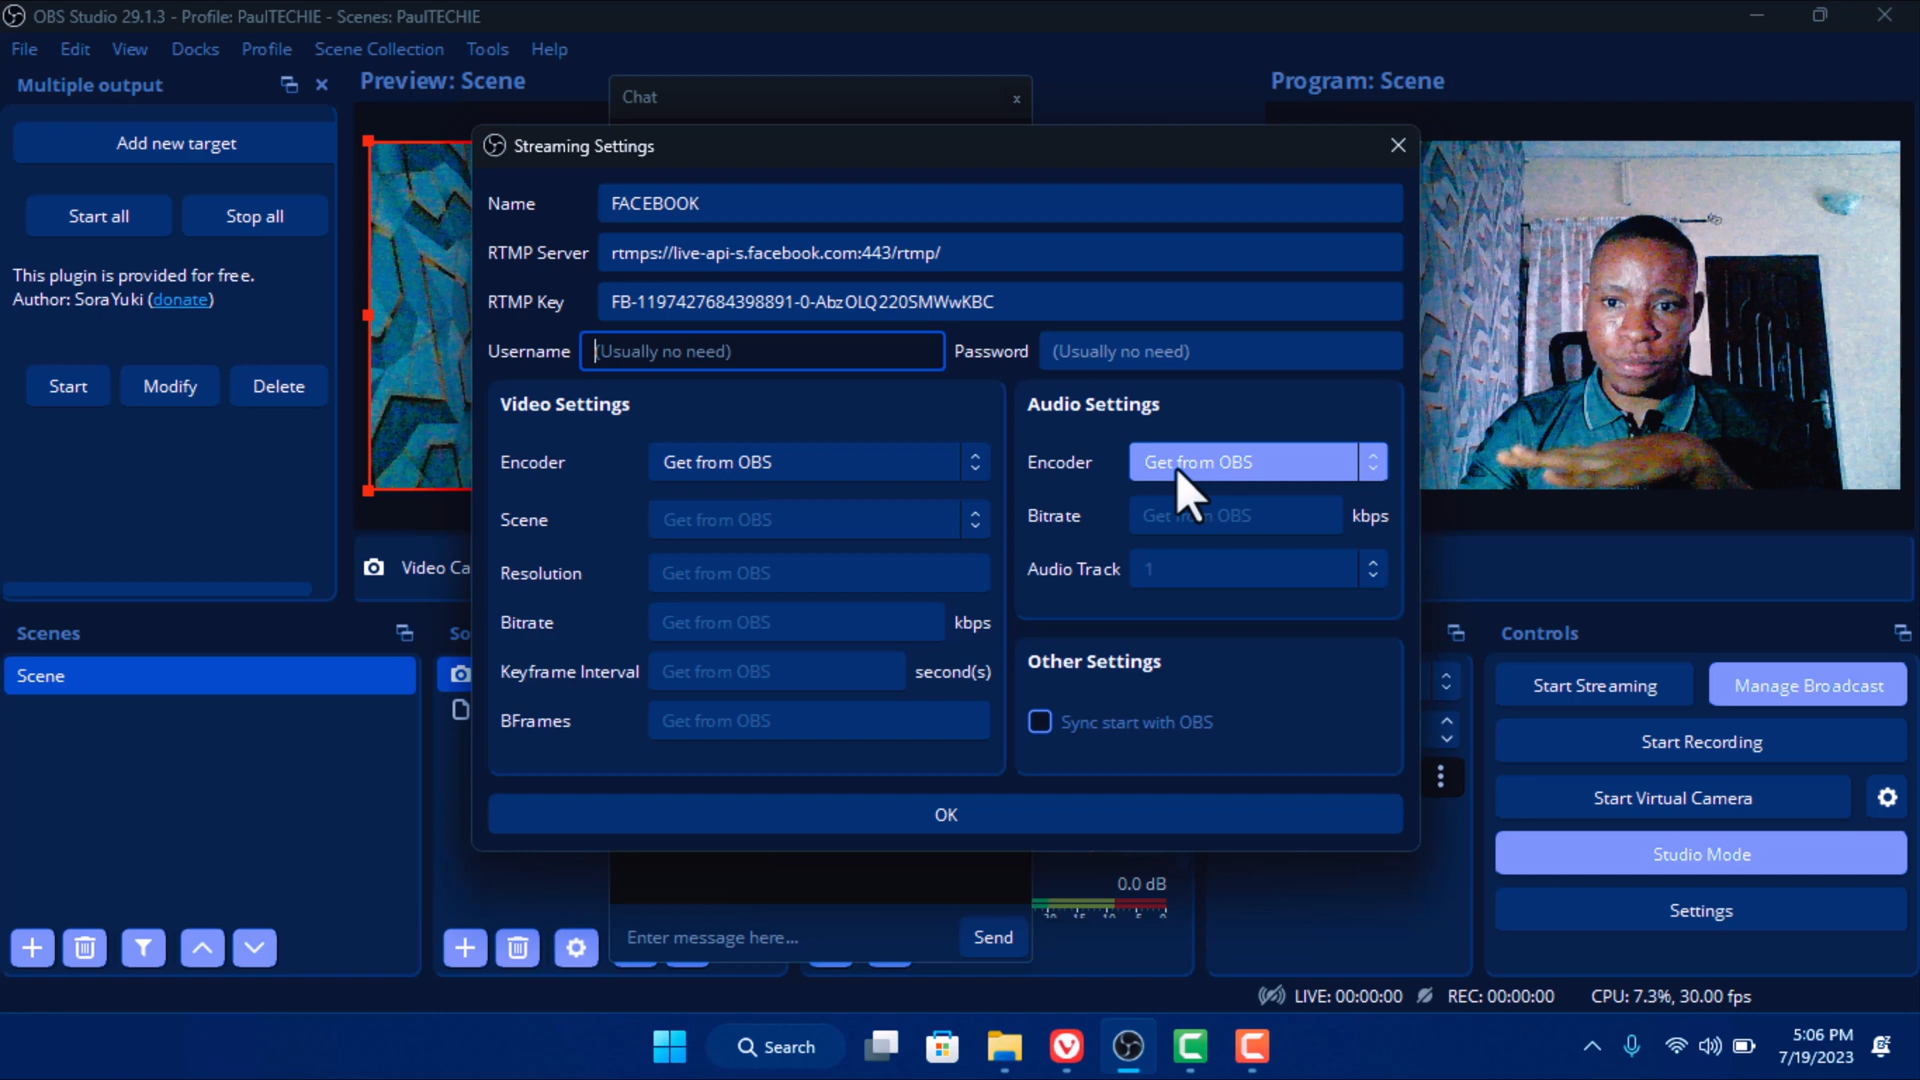 OBS Studio 29.1.3 - Profile: PaulTECHIE - Scenes: PaulTECHIE
File Edit View Docks Profile Scene Collection Tools Help
Multiple output
Add new target
Start all Stop all
This plugin is provided for free.
Author: SoraYuki (donate)
Start Modify Delete
Preview: Scene
Program: Scene
Chat x
Streaming Settings
Name FACEBOOK
RTMP Server rtmps://live-api-s.facebook.com:443/rtmp/
RTMP Key FB-1197427684398891-0-AbzOLQ220SMWwKBC
Username (Usually no need) Password (Usually no need)
Video Settings
Encoder Get from OBS
Scene Get from OBS
Resolution Get from OBS
Bitrate Get from OBS kbps
Keyframe Interval Get from OBS second(s)
BFrames Get from OBS
Audio Settings
Encoder Get from OBS
Bitrate Get from OBS kbps
Audio Track 1
Other Settings
Sync start with OBS
OK
Video Ca
Scenes
Scene
So
Controls
Start Streaming Manage Broadcast
Start Recording
Start Virtual Camera
Studio Mode
Settings
0.0 dB
Enter message here... Send
LIVE: 00:00:00 REC: 00:00:00 CPU: 7.3%, 30.00 fps
Search
5:06 PM
7/19/2023